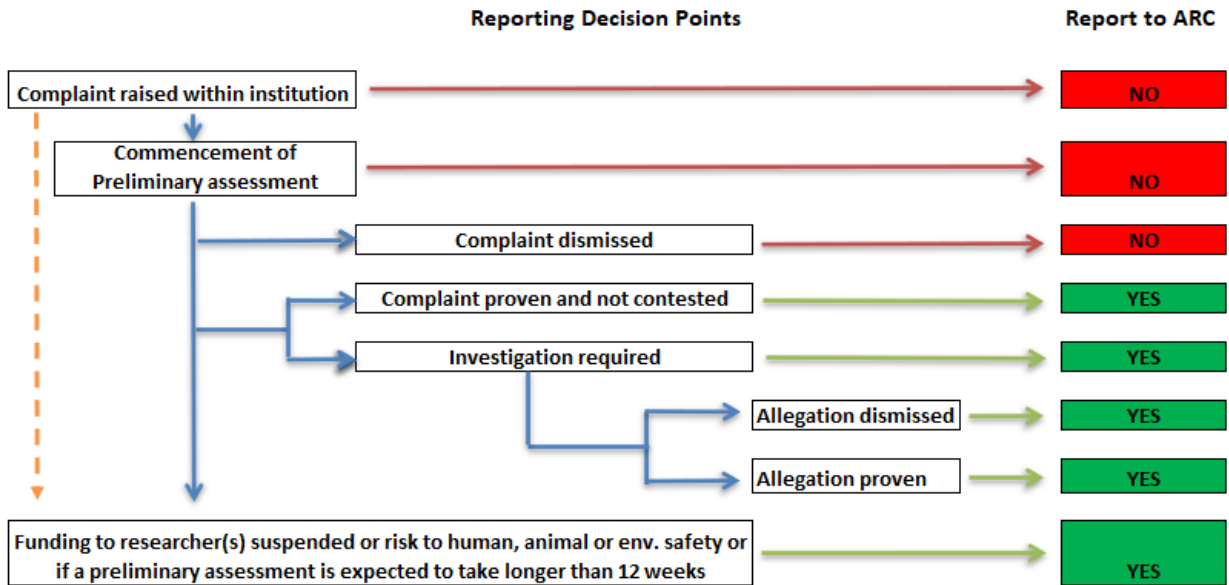 Reporting Decision Points
Report to ARC
Complaint raised within institution
NO
Commencement of
Preliminary assessment
NO
Complaint dismissed
NO
Complaint proven and not contested
YES
Investigation required
YES
Allegation dismissed
YES
Allegation proven
YES
Funding to researcher(s) suspended or risk to human, animal or env. safety or
if a preliminary assessment is expected to take longer than 12 weeks
YES